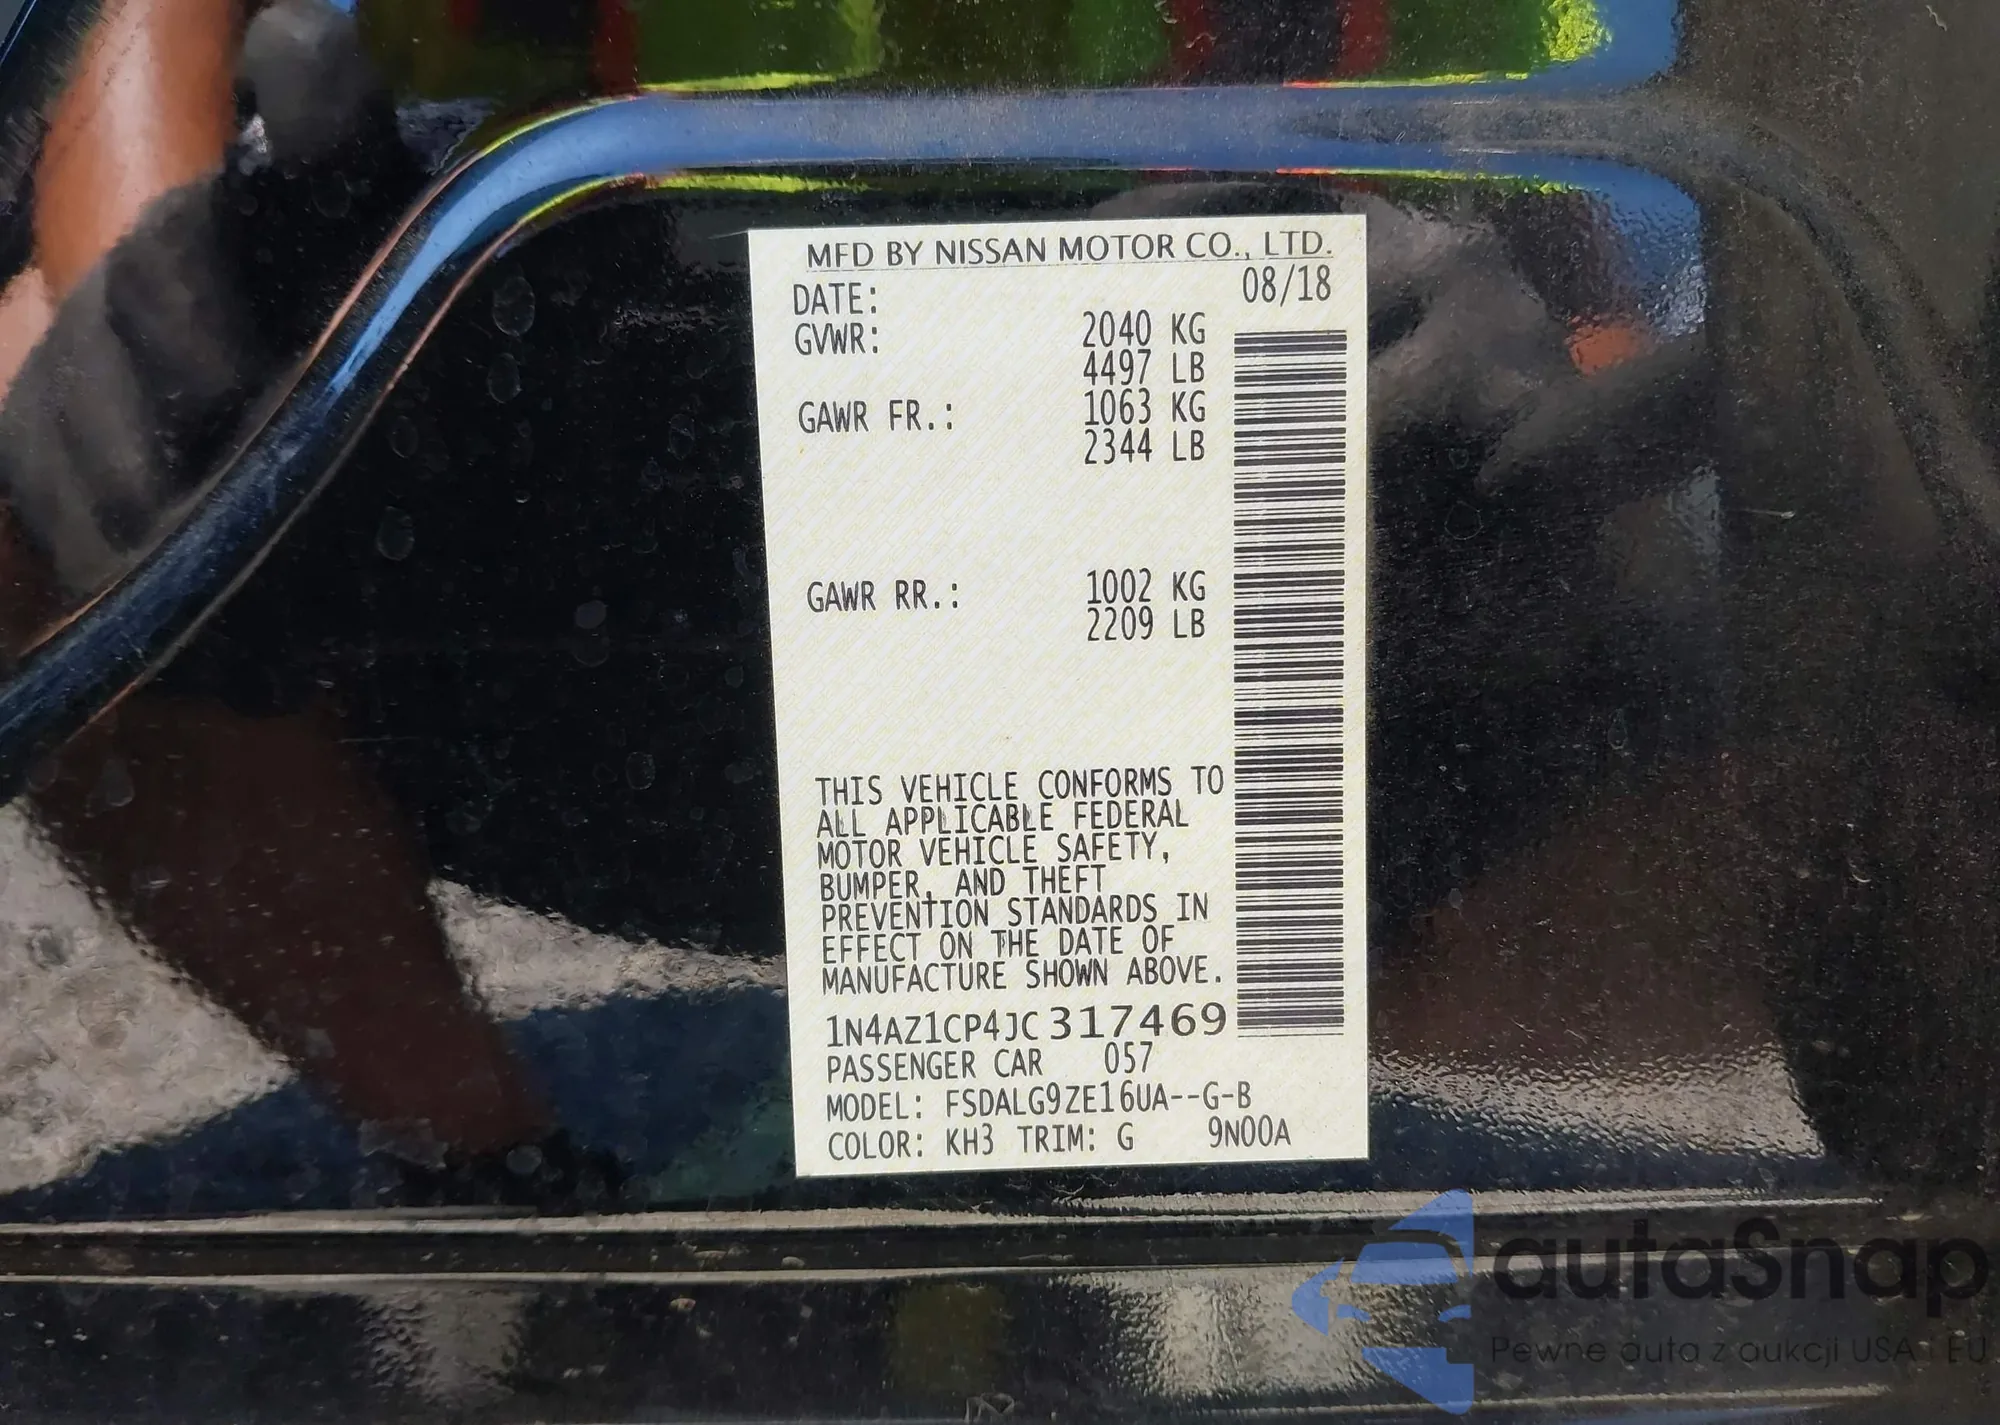 MFD BY NISSAN MOTOR CO., LTD.
DATE: 08/18
GVWR: 2040 KG
4497 LB
GAWR FR.: 1063 KG
2344 LB
GAWR RR.: 1002 KG
2209 LB
THIS VEHICLE CONFORMS TO
ALL APPLICABLE FEDERAL
MOTOR VEHICLE SAFETY,
BUMPER, AND THEFT
PREVENTION STANDARDS IN
EFFECT ON THE DATE OF
MANUFACTURE SHOWN ABOVE.
1N4AZ1CP4JC317469
PASSENGER CAR 057
MODEL: FSDALG9ZE16UA--G-B
COLOR: KH3 TRIM: G 9N00A
autaSnap
Pewne auta z aukcji USA i EU